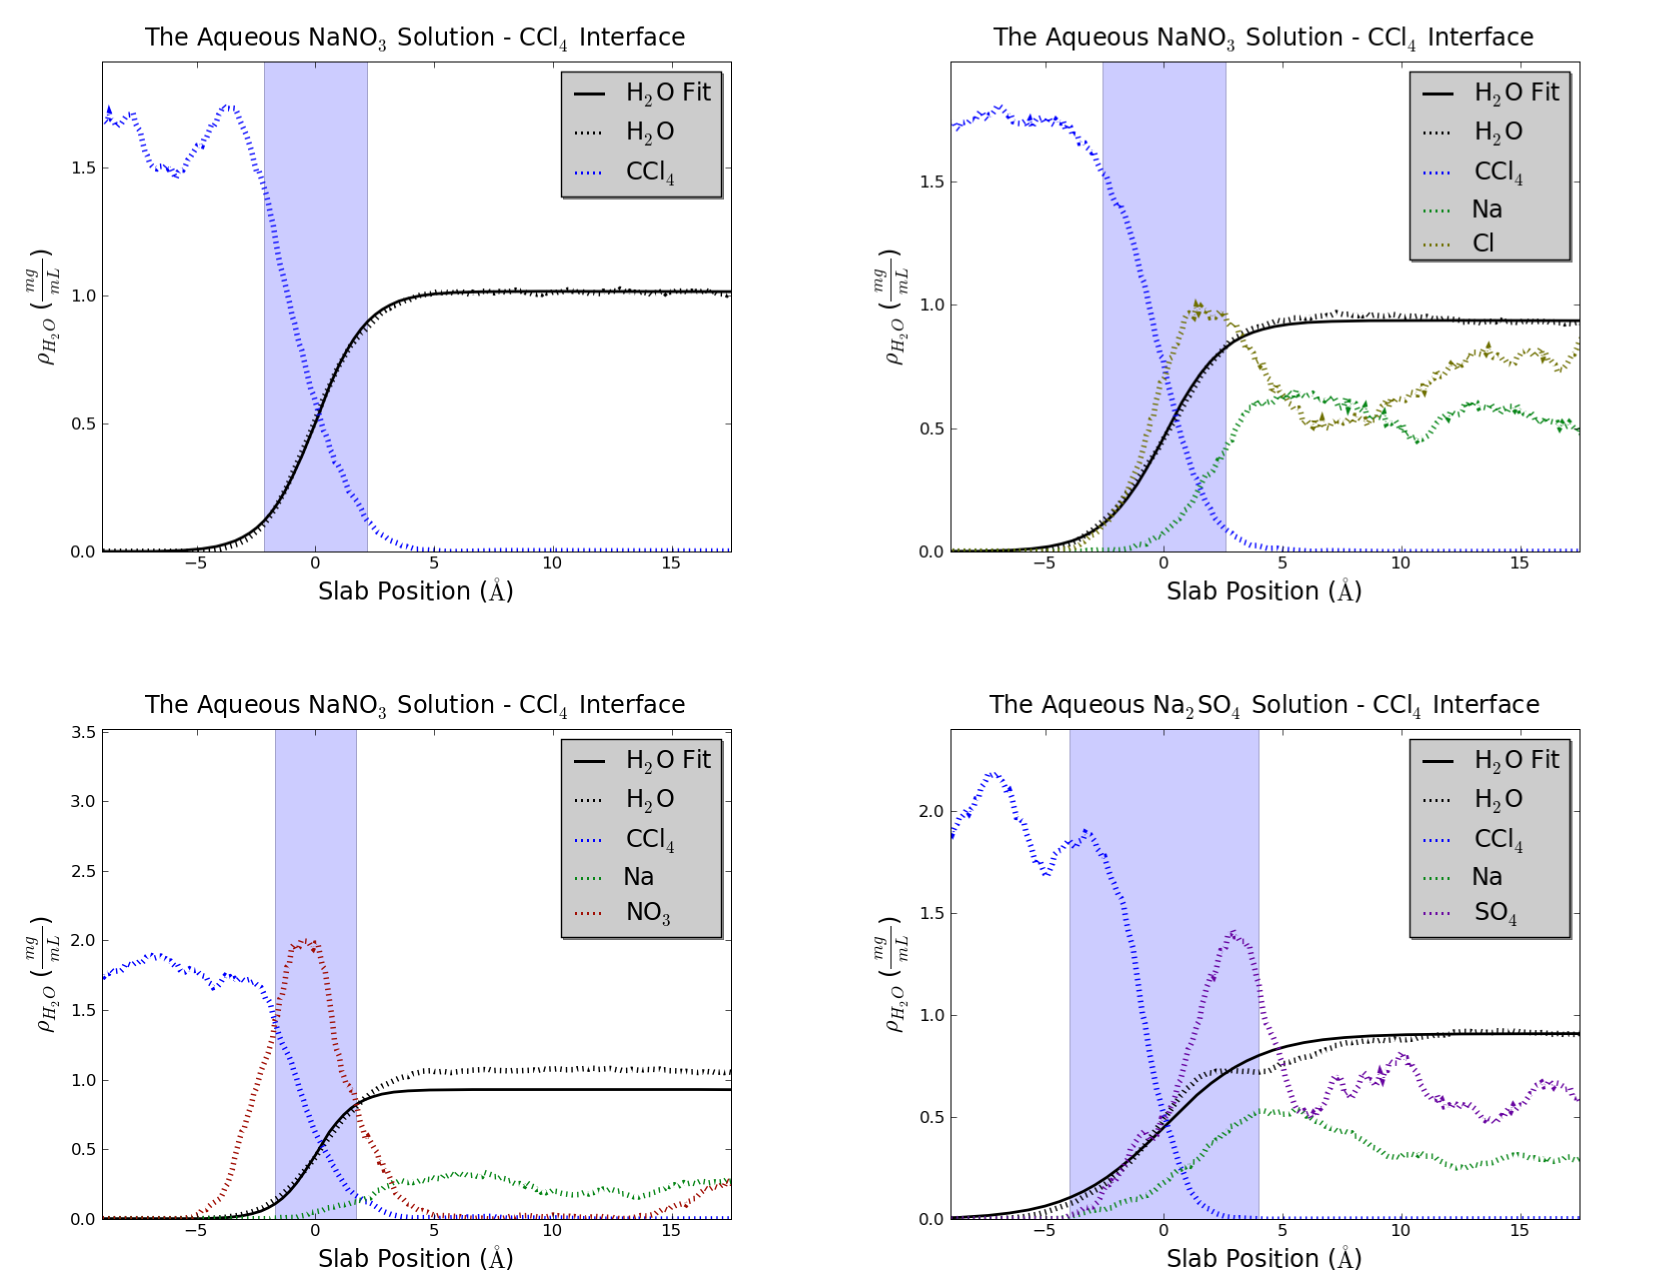 The Aqueous NaNO₃ Solution - CCl₄ Interface
H₂O Fit
H₂O
CCl₄
1.5
1.0
0.5
0.0
ρ_H₂O (mg/mL)
−5 0 5 10 15
Slab Position (Å)
The Aqueous NaNO₃ Solution - CCl₄ Interface
H₂O Fit
H₂O
CCl₄
Na
Cl
1.5
1.0
0.5
0.0
ρ_H₂O (mg/mL)
−5 0 5 10 15
Slab Position (Å)
The Aqueous NaNO₃ Solution - CCl₄ Interface
H₂O Fit
H₂O
CCl₄
Na
NO₃
3.5
3.0
2.5
2.0
1.5
1.0
0.5
0.0
ρ_H₂O (mg/mL)
−5 0 5 10 15
Slab Position (Å)
The Aqueous Na₂SO₄ Solution - CCl₄ Interface
H₂O Fit
H₂O
CCl₄
Na
SO₄
2.0
1.5
1.0
0.5
0.0
ρ_H₂O (mg/mL)
−5 0 5 10 15
Slab Position (Å)